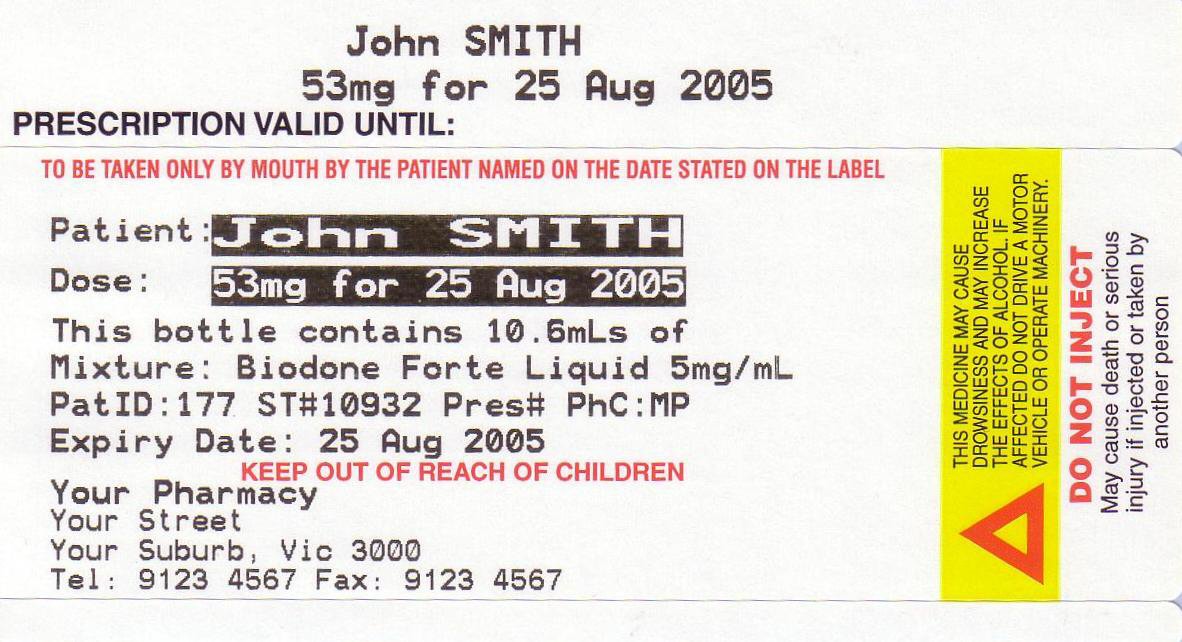 John SMITH
53mg for 25 Aug 2005
PRESCRIPTION VALID UNTIL:
TO BE TAKEN ONLY BY MOUTH BY THE PATIENT NAMED ON THE DATE STATED ON THE LABEL
Patient:John SMITH
Dose: 53mg for 25 Aug 2005
This bottle contains 10.6mLs of
Mixture: Biodone Forte Liquid 5mg/mL
PatID:177 ST#10932 Pres# PhC:MP
Expiry Date: 25 Aug 2005
KEEP OUT OF REACH OF CHILDREN
Your Pharmacy
Your Street
Your Suburb, Vic 3000
Tel: 9123 4567 Fax: 9123 4567
THIS MEDICINE MAY CAUSE
DROWSINESS AND MAY INCREASE
THE EFFECTS OF ALCOHOL. IF
AFFECTED DO NOT DRIVE A MOTOR
VEHICLE OR OPERATE MACHINERY.
DO NOT INJECT
May cause death or serious
injury if injected or taken by
another person